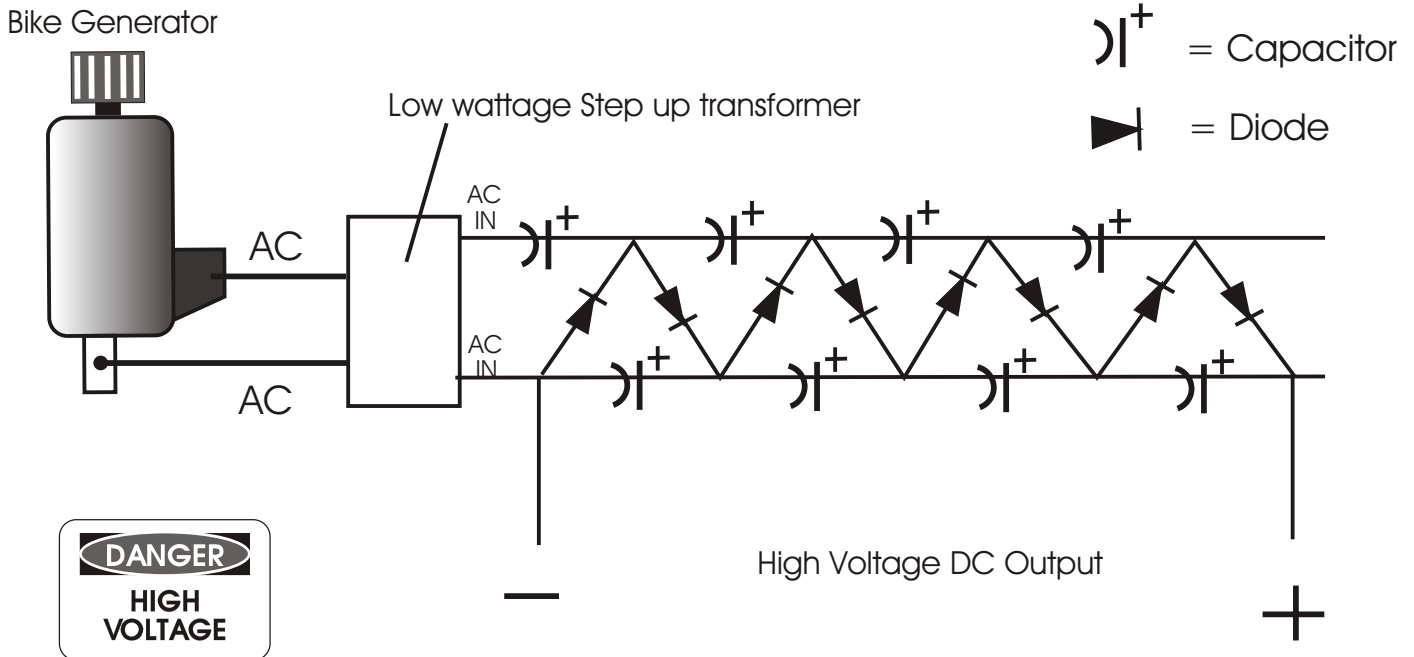 Bike Generator
+
= Capacitor
Low wattage Step up transformer
= Diode
AC
IN
+
+
+
+
AC
AC
IN
+
+
+
+
AC
High Voltage DC Output
DANGER
HIGH
VOLTAGE
—
+